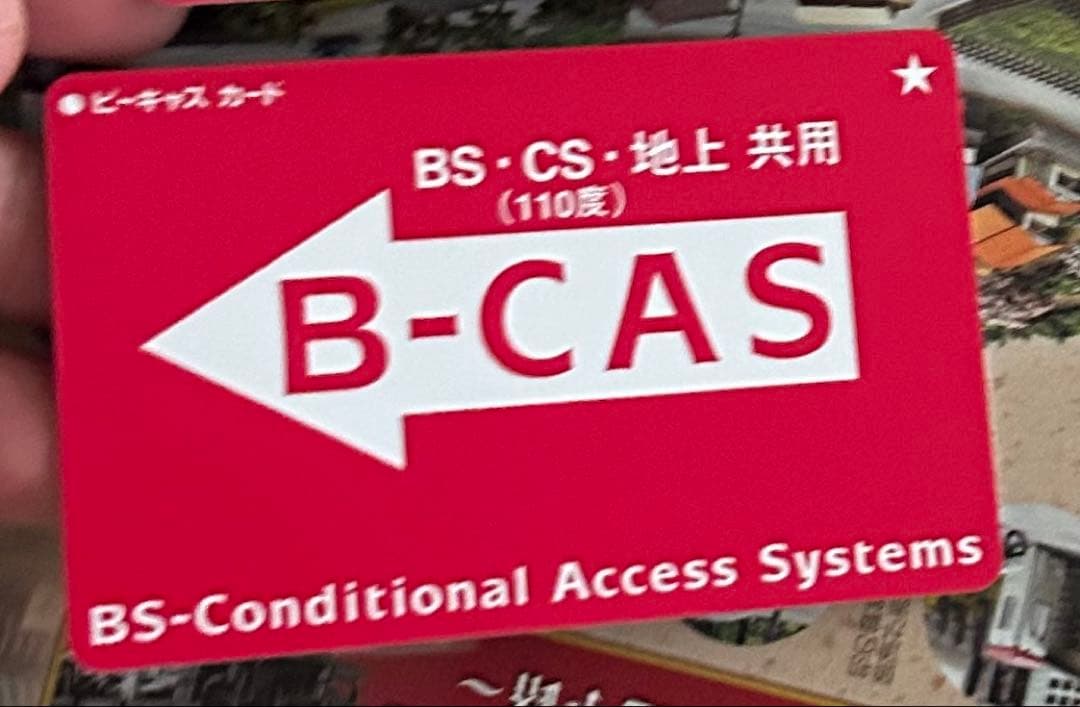 ●ビーキャス カード
★
BS・CS・地上 共用
（110度）
B-CAS
BS-Conditional Access Systems